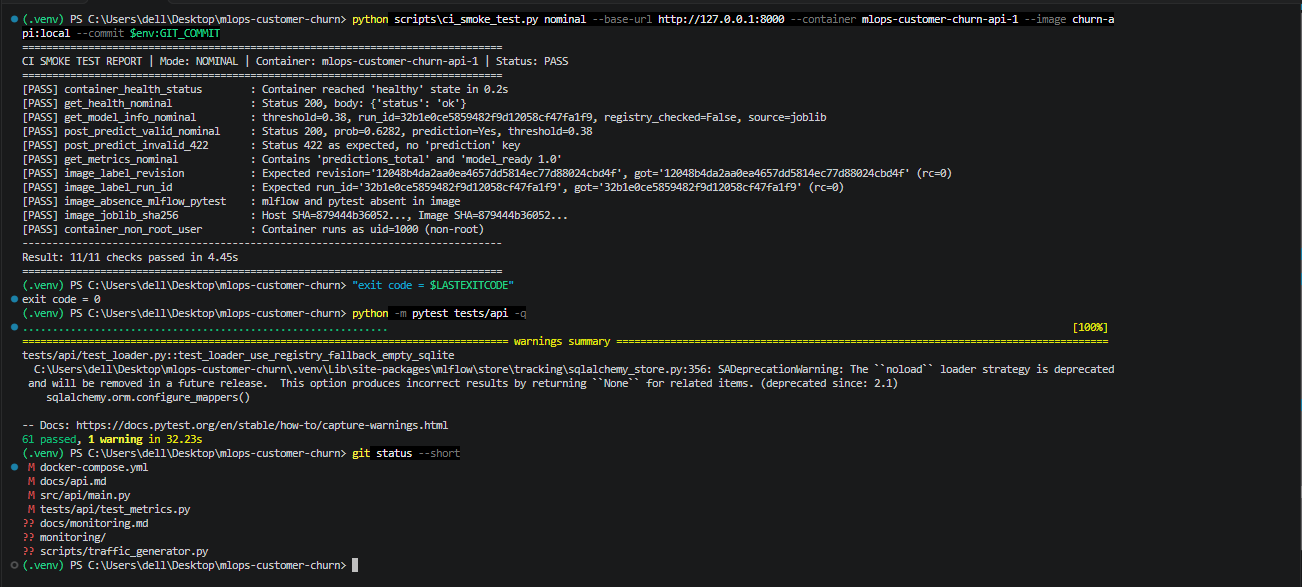 (.venv) PS C:\Users\dell\Desktop\mlops-customer-churn> python scripts\ci_smoke_test.py nominal --base-url http://127.0.0.1:8000 --container mlops-customer-churn-api-1 --image churn-a
pi:local --commit $env:GIT_COMMIT
================================================================================
CI SMOKE TEST REPORT | Mode: NOMINAL | Container: mlops-customer-churn-api-1 | Status: PASS
================================================================================
[PASS] container_health_status : Container reached 'healthy' state in 0.2s
[PASS] get_health_nominal : Status 200, body: {'status': 'ok'}
[PASS] get_model_info_nominal : threshold=0.38, run_id=32b1e0ce5859482f9d12058cf47fa1f9, registry_checked=False, source=joblib
[PASS] post_predict_valid_nominal : Status 200, prob=0.6282, prediction=Yes, threshold=0.38
[PASS] post_predict_invalid_422 : Status 422 as expected, no 'prediction' key
[PASS] get_metrics_nominal : Contains 'predictions_total' and 'model_ready 1.0'
[PASS] image_label_revision : Expected revision='12048b4da2aa0ea4657dd5814ec77d88024cbd4f', got='12048b4da2aa0ea4657dd5814ec77d88024cbd4f' (rc=0)
[PASS] image_label_run_id : Expected run_id='32b1e0ce5859482f9d12058cf47fa1f9', got='32b1e0ce5859482f9d12058cf47fa1f9' (rc=0)
[PASS] image_absence_mlflow_pytest : mlflow and pytest absent in image
[PASS] image_joblib_sha256 : Host SHA=879444b36052..., Image SHA=879444b36052...
[PASS] container_non_root_user : Container runs as uid=1000 (non-root)
--------------------------------------------------------------------------------
Result: 11/11 checks passed in 4.45s
================================================================================
(.venv) PS C:\Users\dell\Desktop\mlops-customer-churn> "exit code = $LASTEXITCODE"
exit code = 0
(.venv) PS C:\Users\dell\Desktop\mlops-customer-churn> python -m pytest tests/api -q
............................................................. [100%]
================================================================================= warnings summary ==================================================================================
tests/api/test_loader.py::test_loader_use_registry_fallback_empty_sqlite
C:\Users\dell\Desktop\mlops-customer-churn\.venv\Lib\site-packages\mlflow\store\tracking\sqlalchemy_store.py:356: SADeprecationWarning: The ``noload`` loader strategy is deprecated
and will be removed in a future release. This option produces incorrect results by returning ``None`` for related items. (deprecated since: 2.1)
sqlalchemy.orm.configure_mappers()
-- Docs: https://docs.pytest.org/en/stable/how-to/capture-warnings.html
61 passed, 1 warning in 32.23s
(.venv) PS C:\Users\dell\Desktop\mlops-customer-churn> git status --short
M docker-compose.yml
M docs/api.md
M src/api/main.py
M tests/api/test_metrics.py
?? docs/monitoring.md
?? monitoring/
?? scripts/traffic_generator.py
(.venv) PS C:\Users\dell\Desktop\mlops-customer-churn>